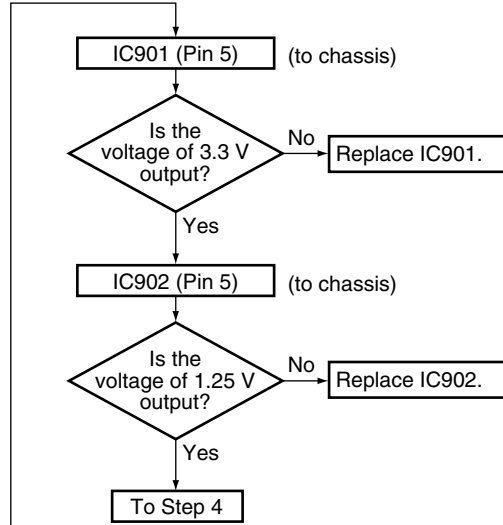 IC901 (Pin 5)
(to chassis)
Is the
voltage of 3.3 V
output?
No
Replace IC901.
Yes
IC902 (Pin 5)
(to chassis)
Is the
voltage of 1.25 V
output?
No
Replace IC902.
Yes
To Step 4